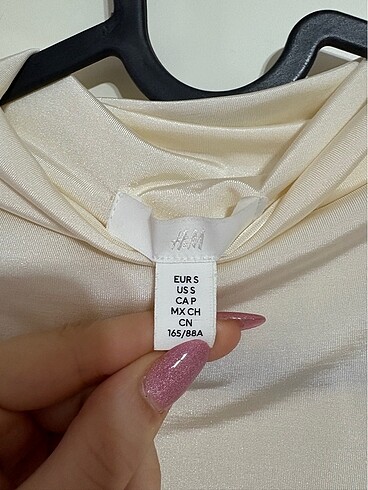 H&M
EUR S
US S
CA P
MX CH
CN
165/88A